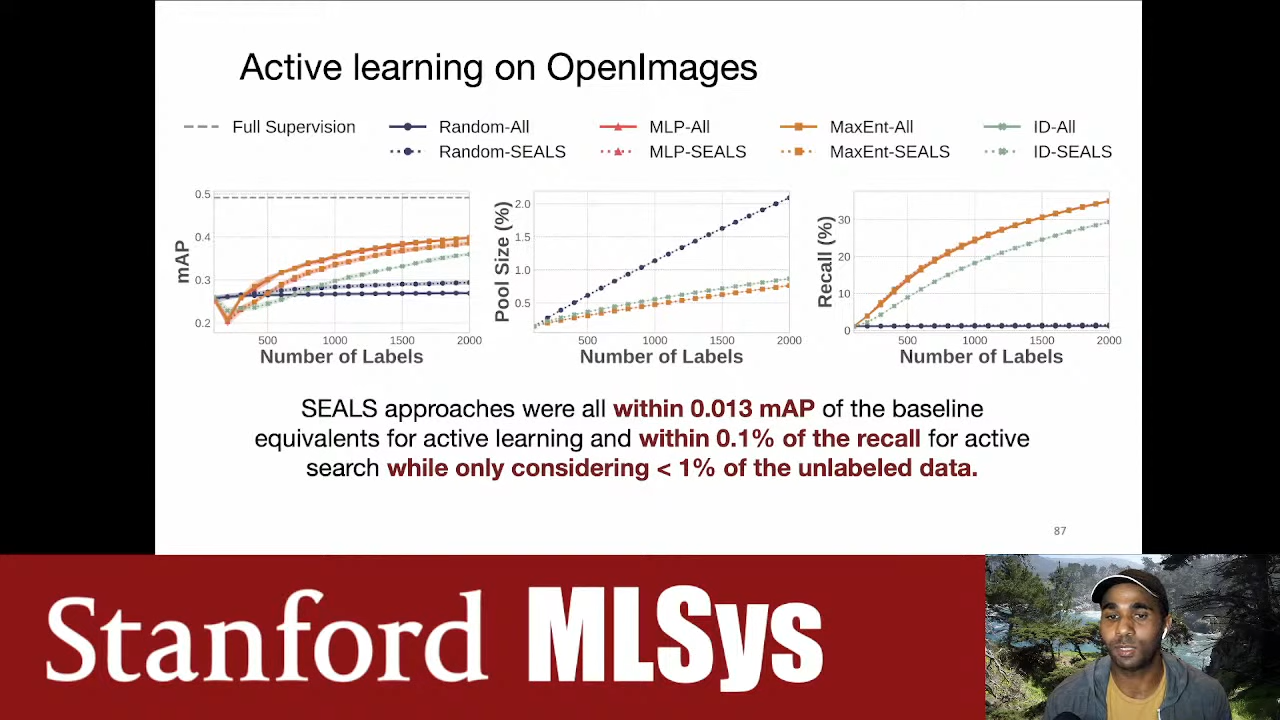 Active learning on OpenImages
Full Supervision
Random-All
MLP-All
MaxEnt-All
ID-All
Random-SEALS
MLP-SEALS
MaxEnt-SEALS
ID-SEALS
mAP
0.5
0.4
0.3
0.2
500
1000
1500
2000
Number of Labels
Pool Size (%)
2.0
1.5
1.0
0.5
500
1000
1500
2000
Number of Labels
Recall (%)
30
20
10
0
500
1000
1500
2000
Number of Labels
SEALS approaches were all within 0.013 mAP of the baseline
equivalents for active learning and within 0.1% of the recall for active
search while only considering < 1% of the unlabeled data.
87
Stanford MLSys